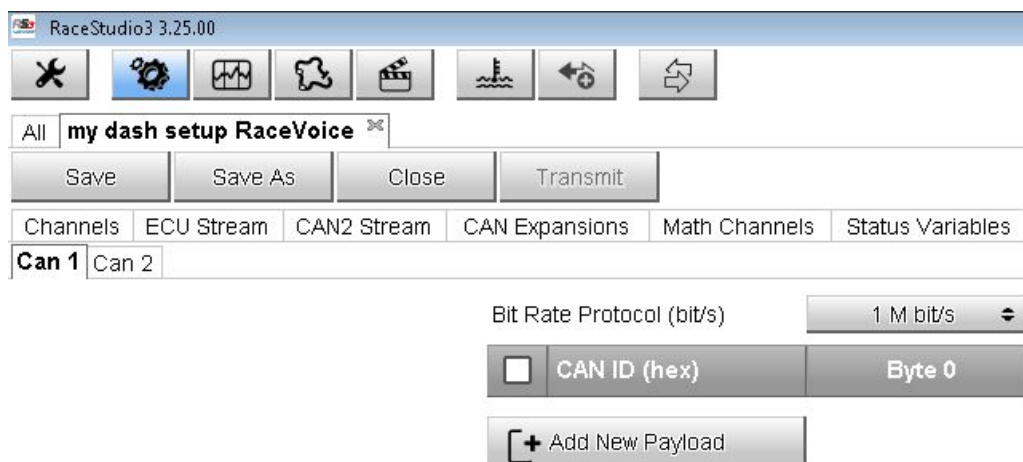 RaceStudio3 3.25.00
All my dash setup RaceVoice
Save Save As Close Transmit
Channels ECU Stream CAN2 Stream CAN Expansions Math Channels Status Variables
Can 1 Can 2
Bit Rate Protocol (bit/s) 1 M bit/s
CAN ID (hex) Byte 0
Add New Payload